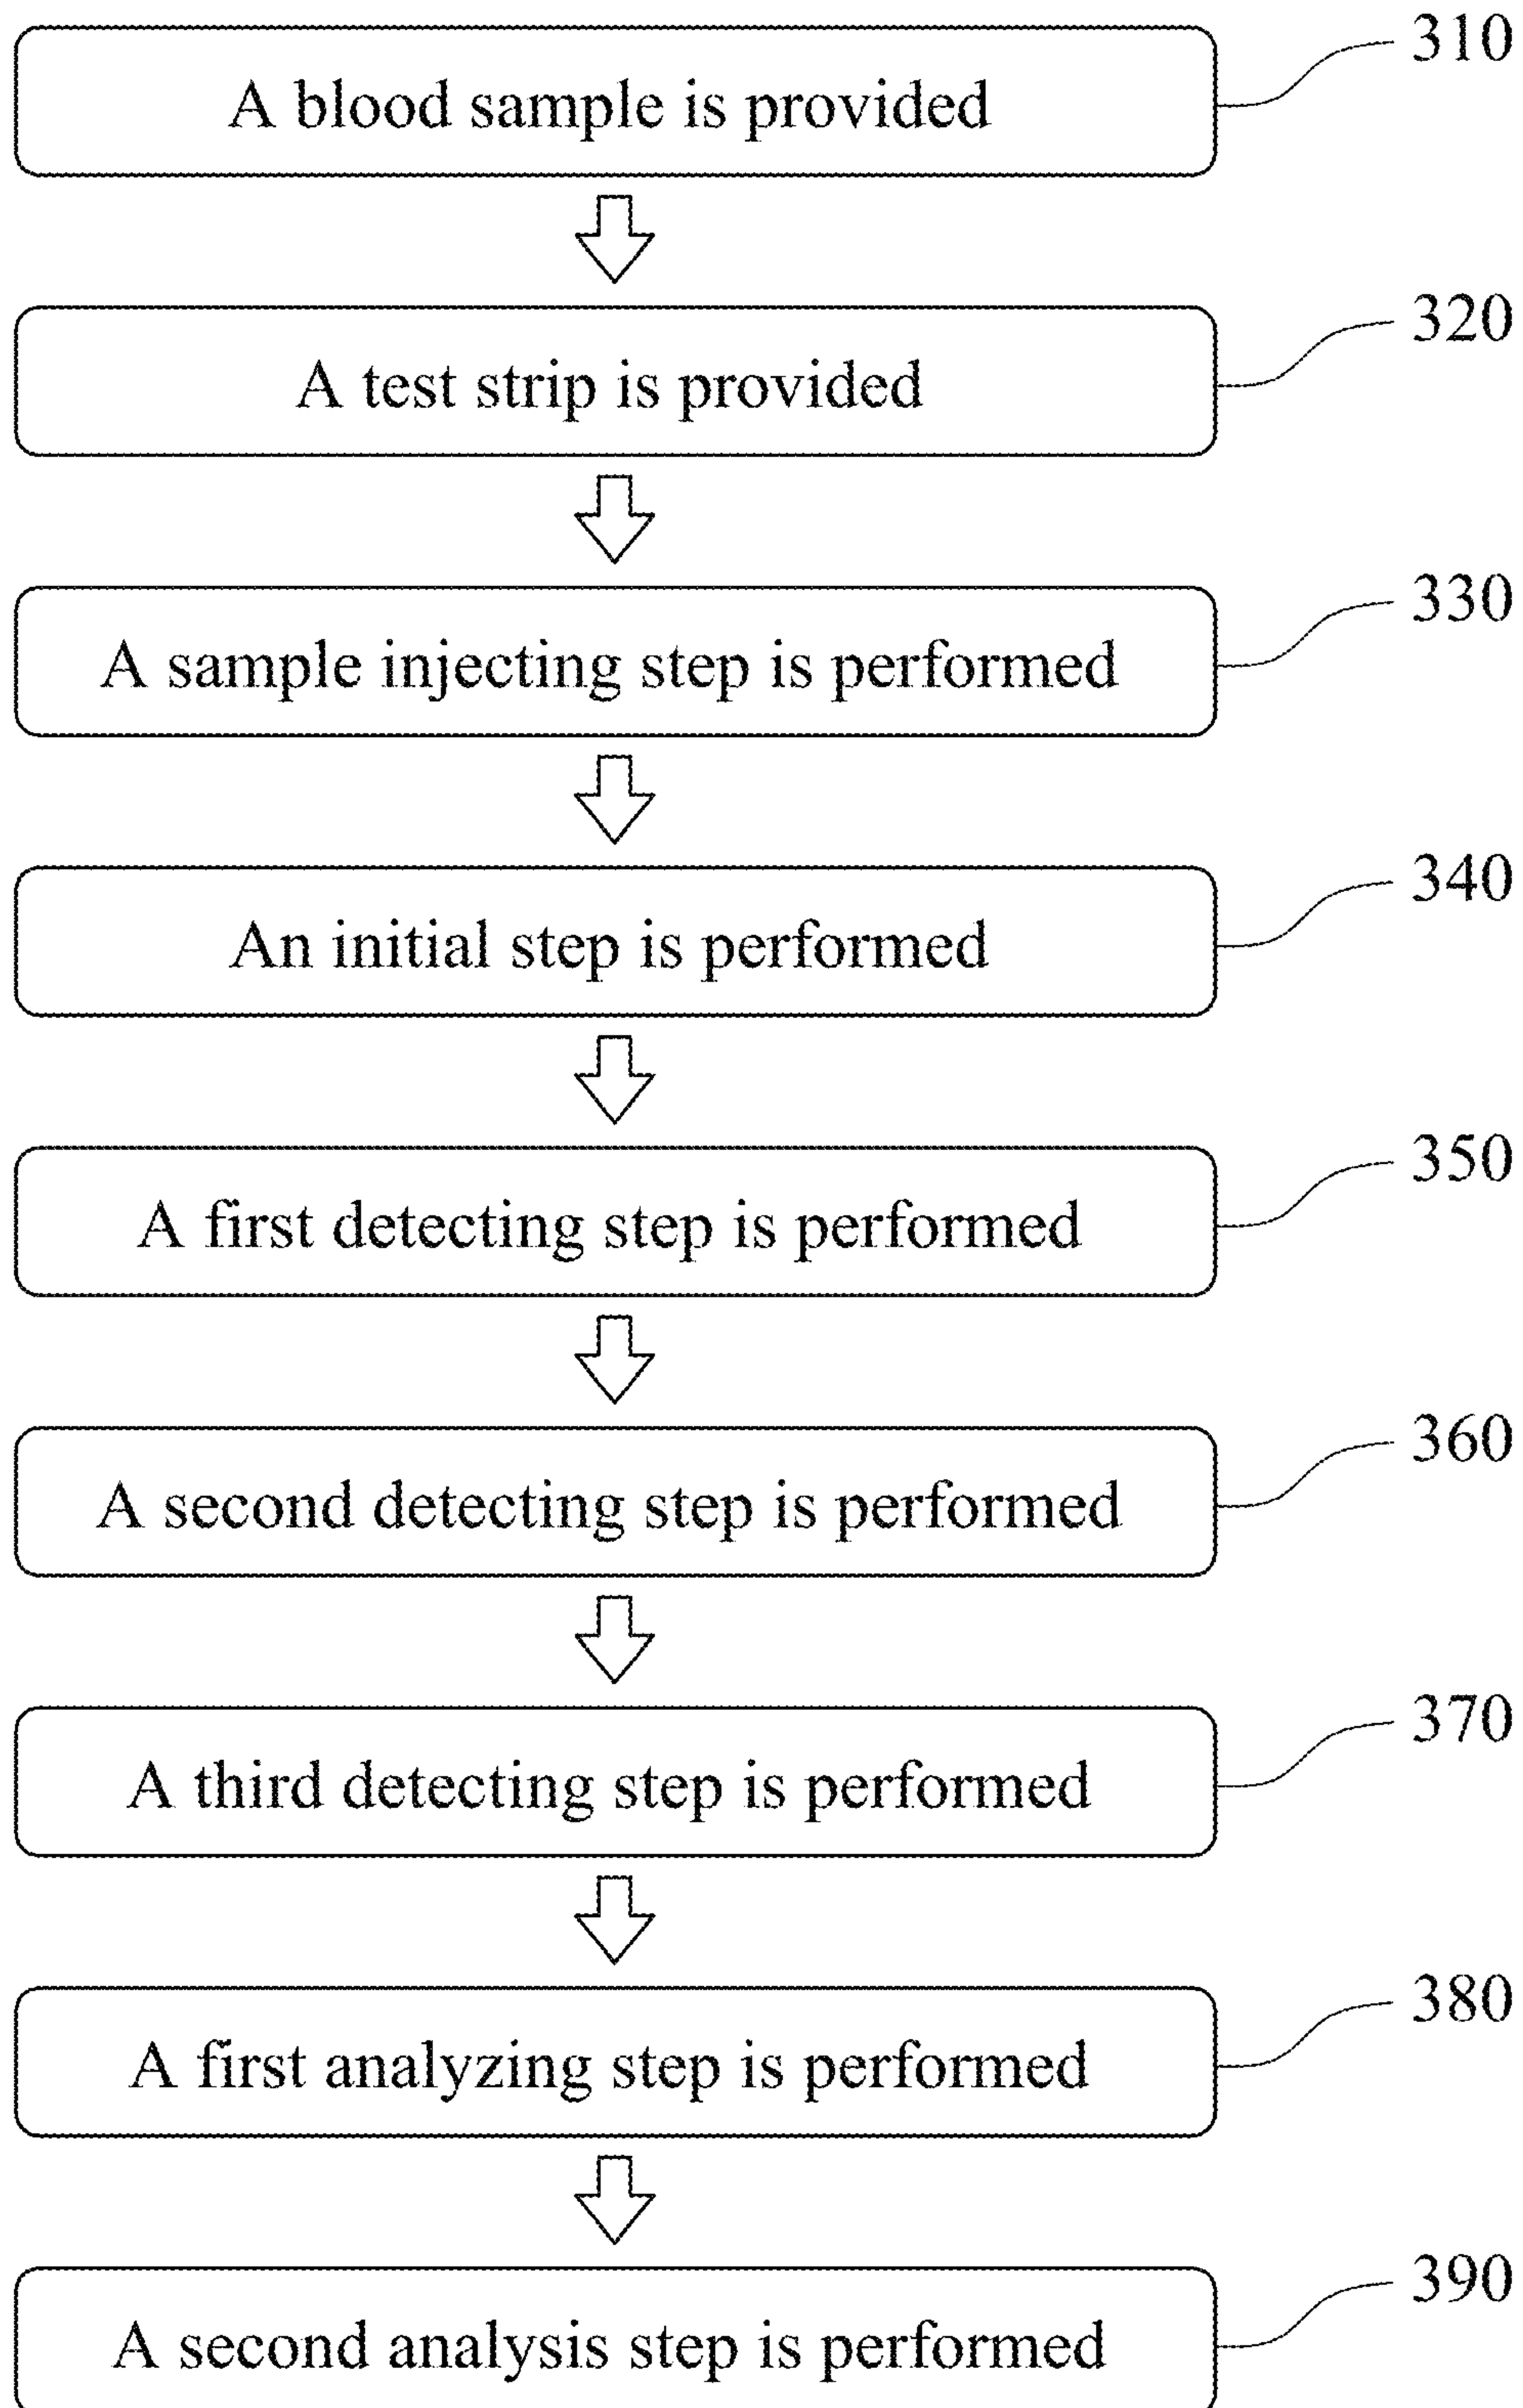 310
A blood sample is provided
320
A test strip is provided
330
A sample injecting step is performed
340
An initial step is performed
350
A first detecting step is performed
360
A second detecting step is performed
370
A third detecting step is performed
380
A first analyzing step is performed
390
A second analysis step is performed